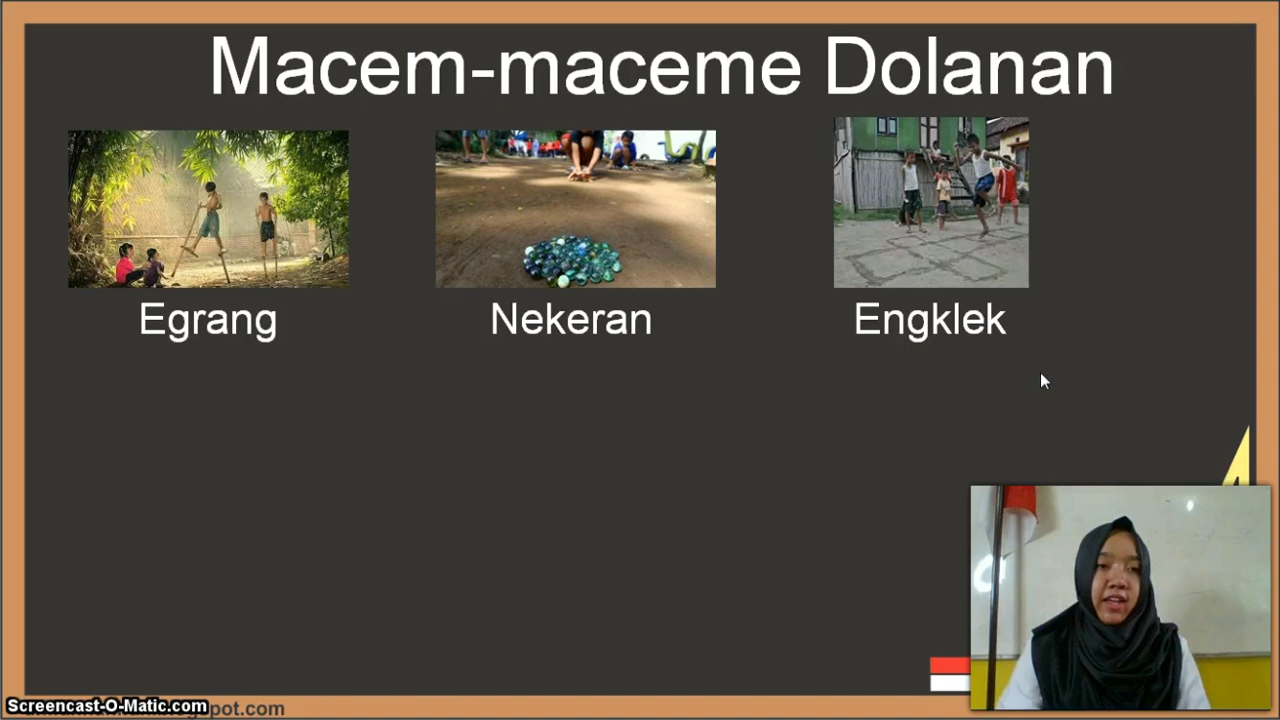 Macem-maceme Dolanan
Egrang
Nekeran
Engklek
Screencast-O-Matic.com